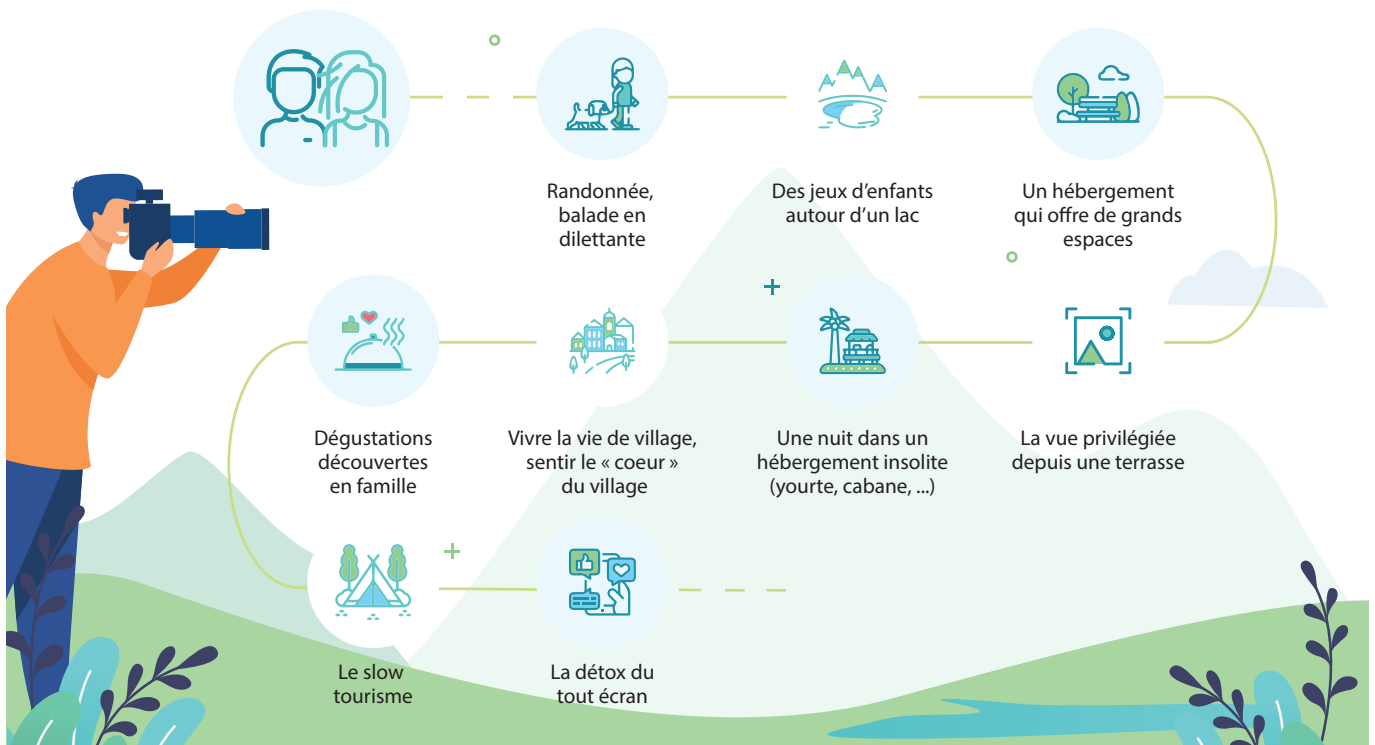 Randonnée,
balade en
dilettante
Des jeux d'enfants
autour d'un lac
Un hébergement
qui offre de grands
espaces
Dégustations
découvertes
en famille
Vivre la vie de village,
sentir le « coeur »
du village
Une nuit dans un
hébergement insolite
(yourte, cabane, ...)
La vue privilégiée
depuis une terrasse
Le slow
tourisme
La détox du
tout écran